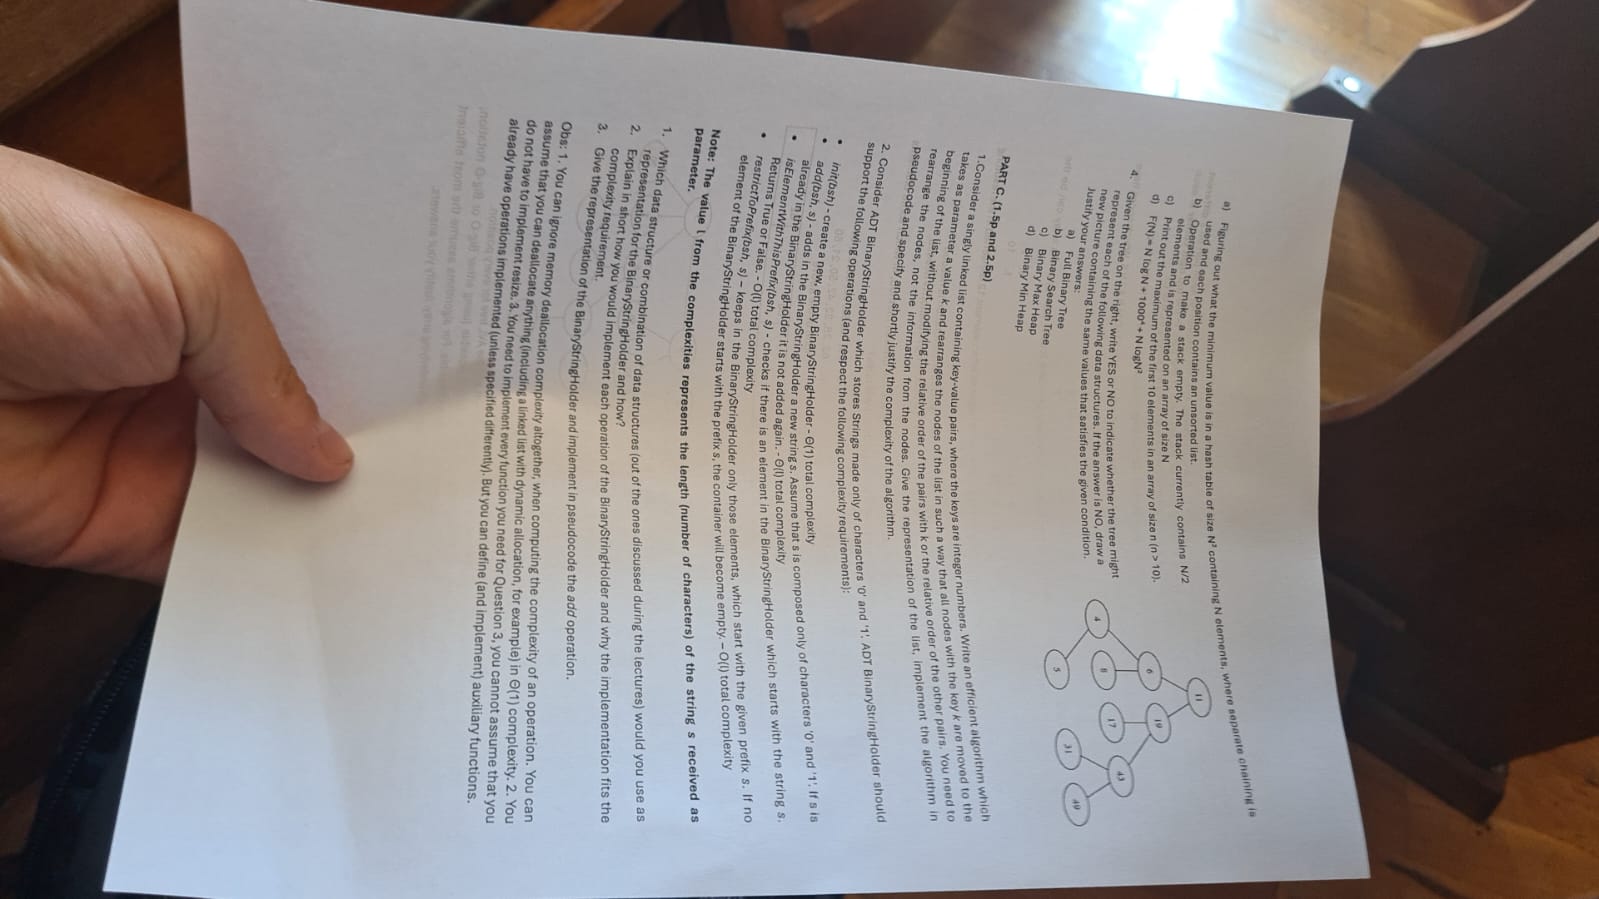 a) Figuring out what the minimum value is in a hash table of size N² containing N elements, where separate chaining is
used and each position contains an unsorted list.
b) Operation to make a stack empty. The stack currently contains N/2
elements and is represented on an array of size N
c) Print out the maximum of the first 10 elements in an array of size n (n > 10).
d) F(N) = N log N + 1000⁴ + N logN²
4. Given the tree on the right, write YES or NO to indicate whether the tree might
represent each of the following data structures. If the answer is NO, draw a
new picture containing the same values that satisfies the given condition.
Justify your answers:
a) Full Binary Tree
b) Binary Search Tree
c) Binary Max Heap
d) Binary Min Heap
11
6 19
4 8 17 43
5 31 49
PART C. (1.5p and 2.5p)
1.Consider a singly linked list containing key-value pairs, where the keys are integer numbers. Write an efficient algorithm which
takes as parameter a value k and rearranges the nodes of the list in such a way that all nodes with the key k are moved to the
beginning of the list, without modifying the relative order of the pairs with k or the relative order of the other pairs. You need to
rearrange the nodes, not the information from the nodes. Give the representation of the list, implement the algorithm in
pseudocode and specify and shortly justify the complexity of the algorithm.
2. Consider ADT BinaryStringHolder which stores Strings made only of characters '0' and '1'. ADT BinaryStringHolder should
support the following operations (and respect the following complexity requirements):
• init(bsh) - create a new, empty BinaryStringHolder - Θ(1) total complexity
• add(bsh, s) - adds in the BinaryStringHolder a new string s. Assume that s is composed only of characters '0' and '1'. If s is
already in the BinaryStringHolder it is not added again. - Θ(l) total complexity
• isElementWithThisPrefix(bsh, s) - checks if there is an element in the BinaryStringHolder which starts with the string s.
Returns True or False. - O(l) total complexity
• restrictToPrefix(bsh, s) – keeps in the BinaryStringHolder only those elements, which start with the given prefix s. If no
element of the BinaryStringHolder starts with the prefix s, the container will become empty. – O(l) total complexity
Note: The value l from the complexities represents the length (number of characters) of the string s received as
parameter.
1. Which data structure or combination of data structures (out of the ones discussed during the lectures) would you use as
representation for the BinaryStringHolder and how?
2. Explain in short how you would implement each operation of the BinaryStringHolder and why the implementation fits the
complexity requirement.
3. Give the representation of the BinaryStringHolder and implement in pseudocode the add operation.
Obs: 1. You can ignore memory deallocation complexity altogether, when computing the complexity of an operation. You can
assume that you can deallocate anything (including a linked list with dynamic allocation, for example) in Θ(1) complexity. 2. You
do not have to implement resize. 3. You need to implement every function you need for Question 3, you cannot assume that you
already have operations implemented (unless specified differently). But you can define (and implement) auxiliary functions.